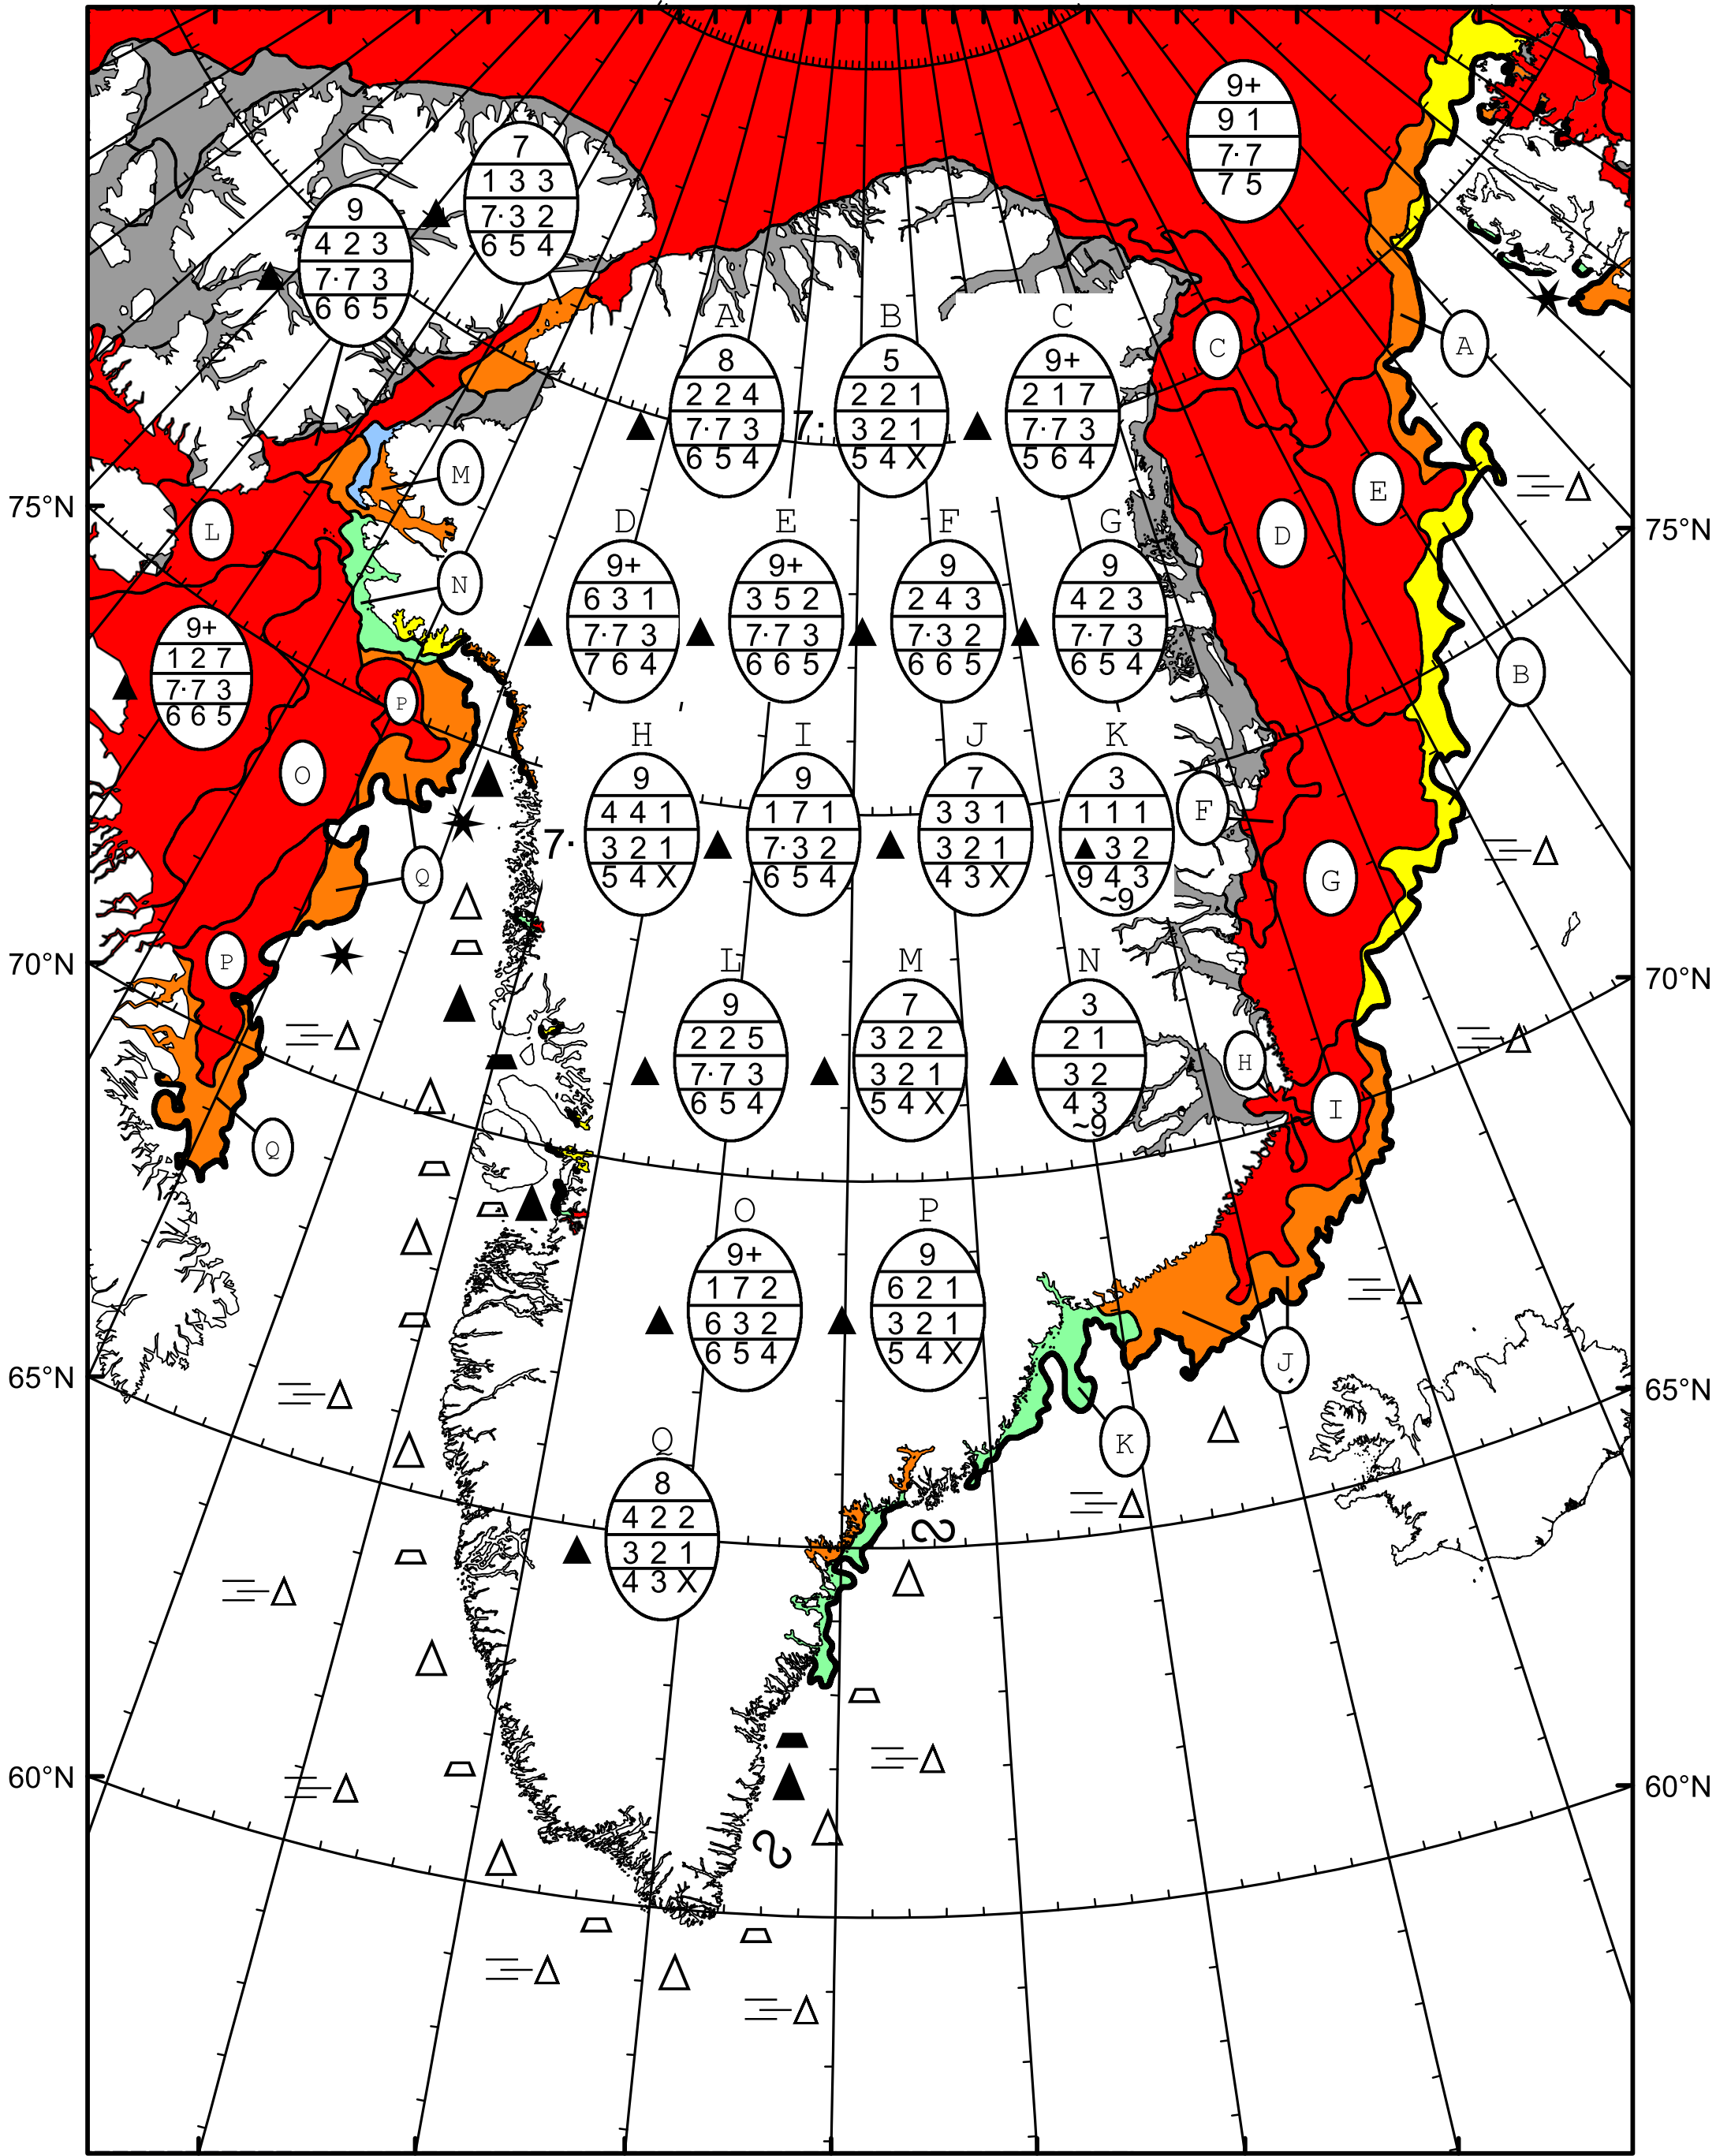 9+
9 1
7· 7
7 5
7
1 3 3
7· 3 2
6 5 4
9
4 2 3
7· 7 3
6 6 5
A B C
8
2 2 4
7· 7 3
6 5 4
7·
5
2 2 1
3 2 1
5 4 X
9+
2 1 7
7· 7 3
5 6 4
C
A
M
E
75°N
L
D
75°N
D E F G
9+
6 3 1
7· 7 3
7 6 4
9+
3 5 2
7· 7 3
6 6 5
9
2 4 3
7· 3 2
6 6 5
9
4 2 3
7· 7 3
6 5 4
N
9+
1 2 7
7· 7 3
6 6 5
B
P
O
H I J K
7·
9
4 4 1
3 2 1
5 4 X
9
1 7 1
7· 3 2
6 5 4
7
3 3 1
3 2 1
4 3 X
3
1 1 1
3 2
9 4 3
~9
F
Q
G
70°N
P
70°N
L M N
9
2 2 5
7· 7 3
6 5 4
7
3 2 2
3 2 1
5 4 X
3
2 1
3 2
4 3
~9
H
I
Q
O P
9+
1 7 2
6 3 2
6 5 4
9
6 2 1
3 2 1
5 4 X
65°N
J
65°N
K
Q
8
4 2 2
3 2 1
4 3 X
60°N
60°N